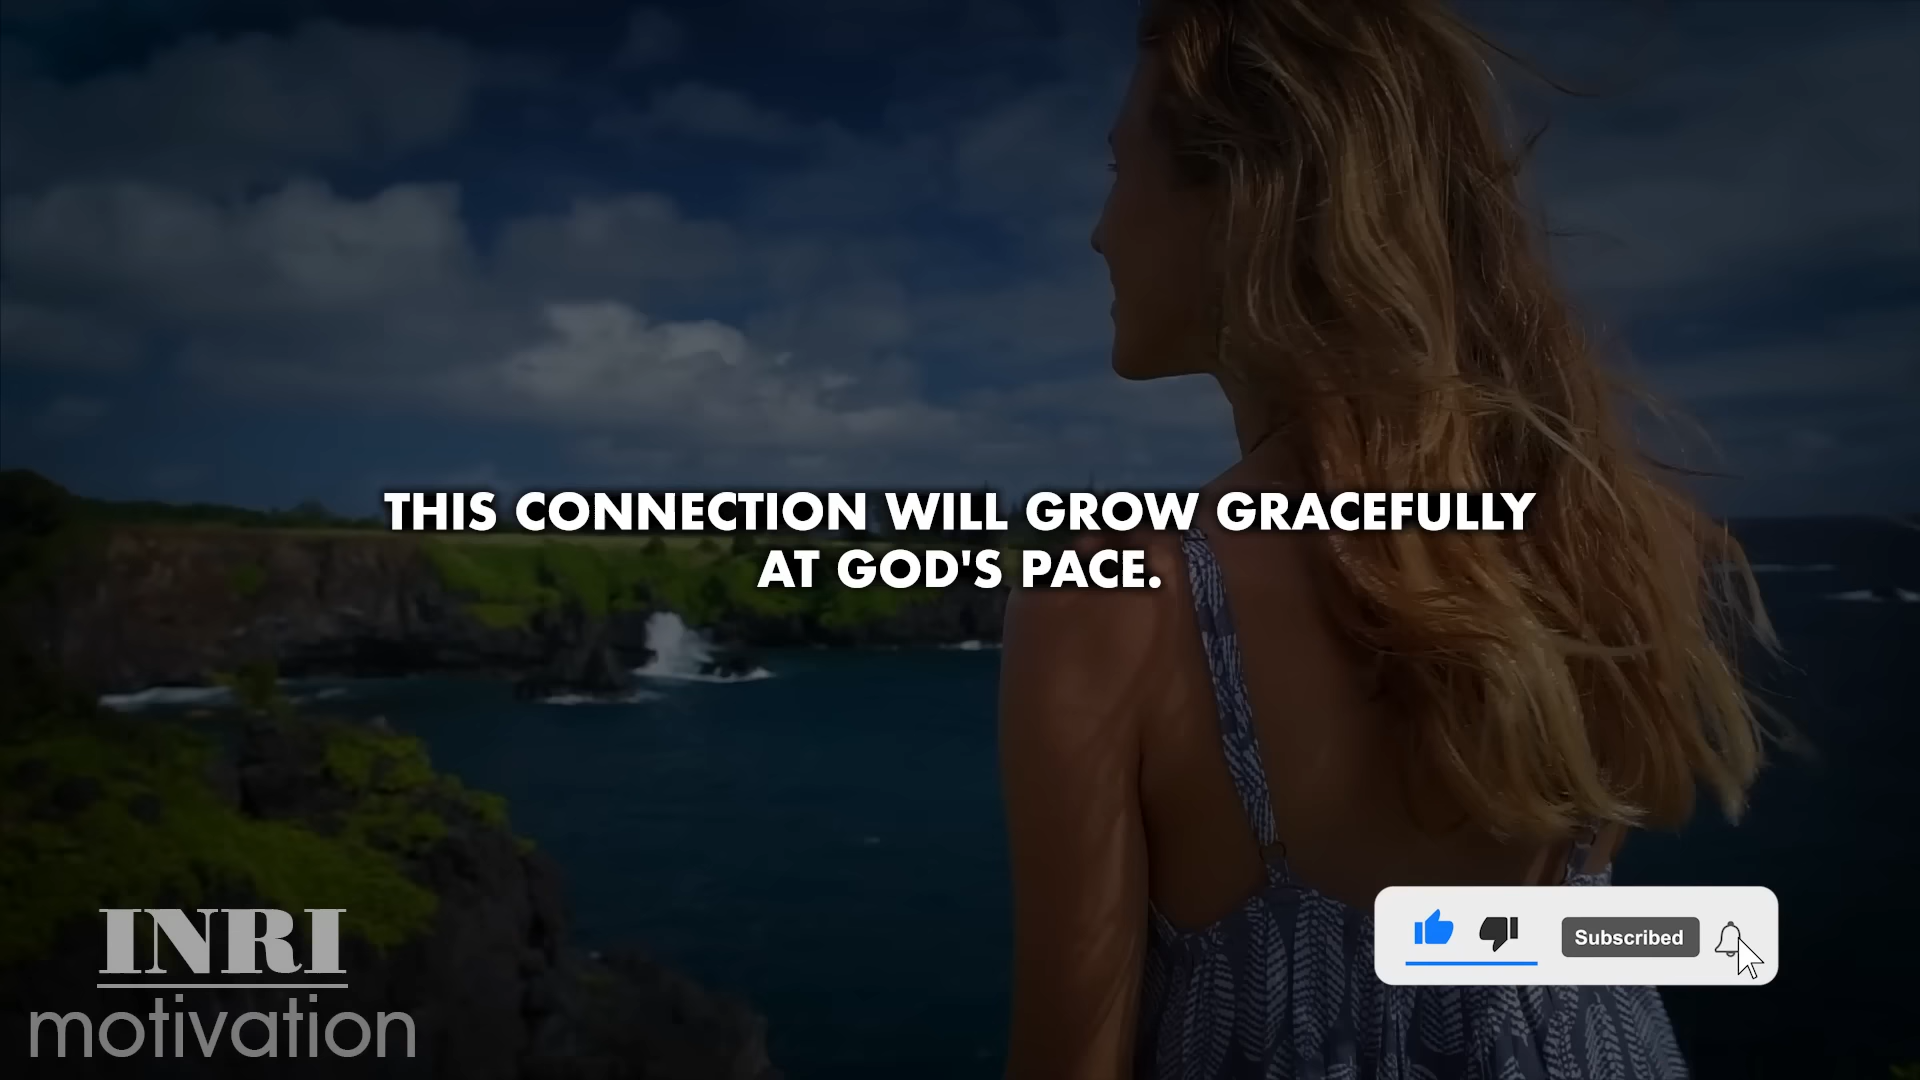 THIS CONNECTION WILL GROW GRACEFULLY
AT GOD'S PACE.
INRI
motivation
Subscribed